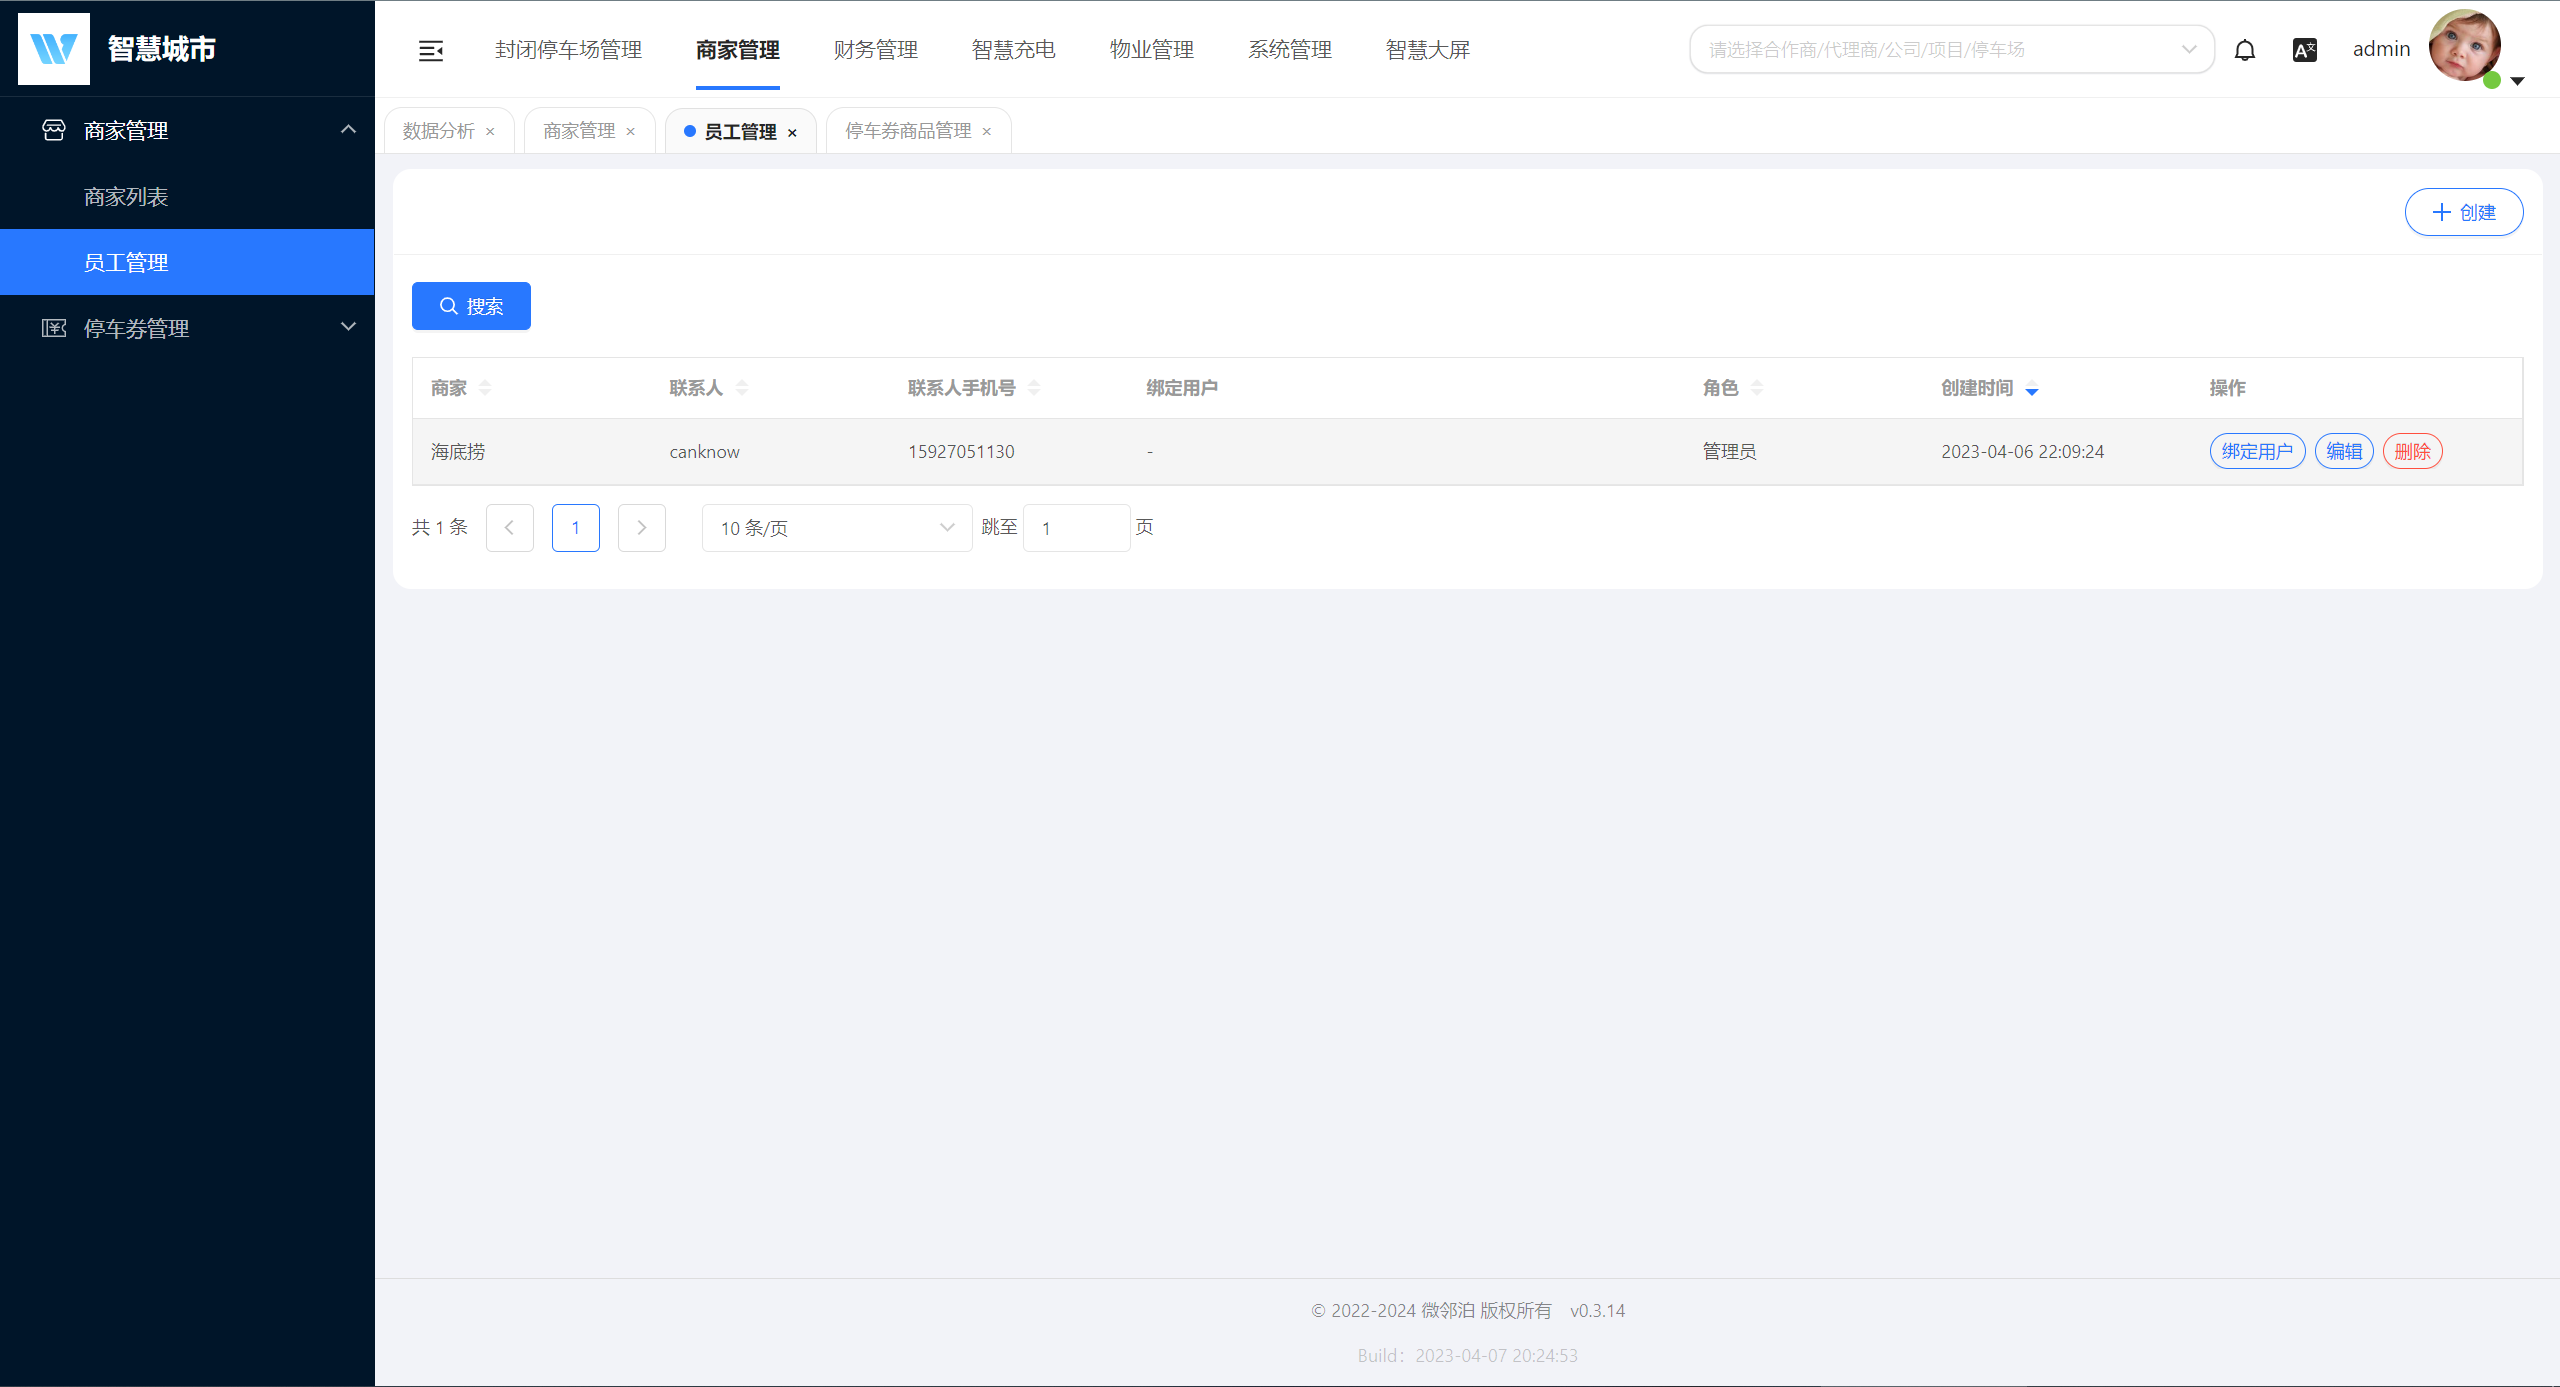 智慧城市
封闭停车场管理 商家管理 财务管理 智慧充电 物业管理 系统管理 智慧大屏
请选择合作商/代理商/公司/项目/停车场
admin
商家管理
商家列表
员工管理
停车券管理
数据分析 × 商家管理 × 员工管理 × 停车券商品管理 ×
创建
搜索
商家 联系人 联系人手机号 绑定用户 角色 创建时间 操作
海底捞 canknow 15927051130 - 管理员 2023-04-06 22:09:24 绑定用户 编辑 删除
共 1 条 1 10 条/页 跳至 1 页
© 2022-2024 微邻泊 版权所有 v0.3.14
Build：2023-04-07 20:24:53